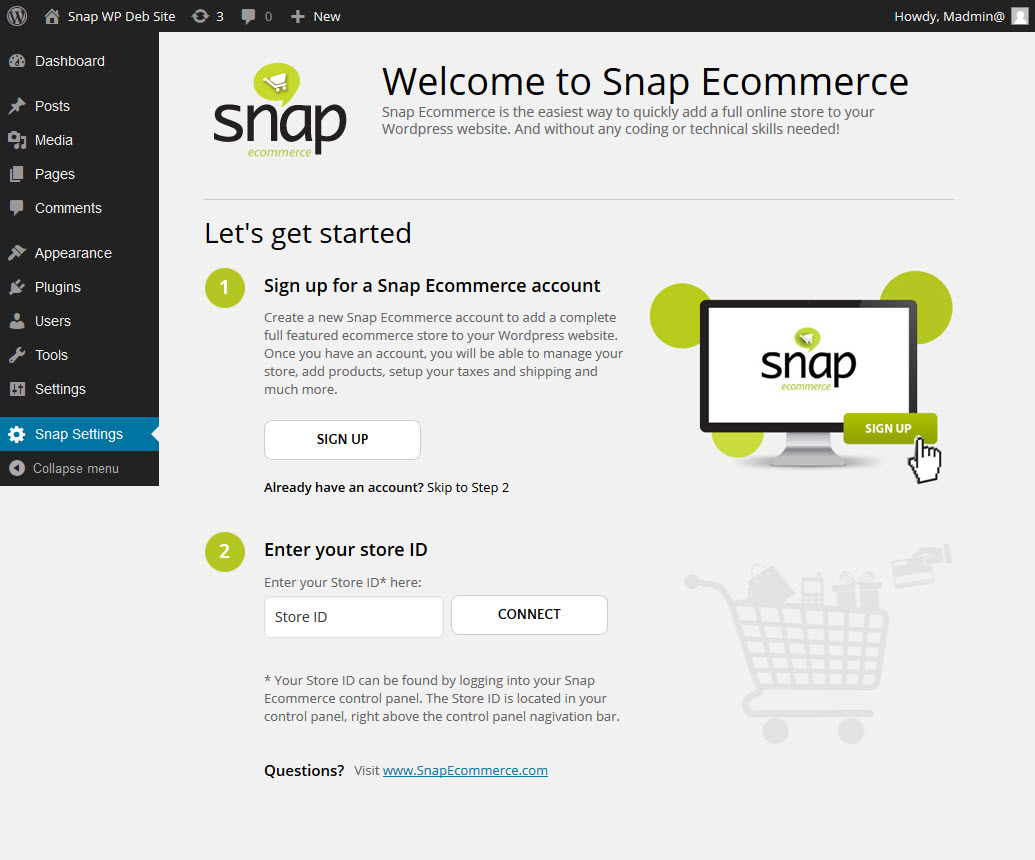 Snap WP Deb Site 3 0 New Howdy, Madmin@
Dashboard
Posts
Media
Pages
Comments
Appearance
Plugins
Users
Tools
Settings
Snap Settings
Collapse menu
snap
ecommerce
Welcome to Snap Ecommerce
Snap Ecommerce is the easiest way to quickly add a full online store to your
Wordpress website. And without any coding or technical skills needed!
Let's get started
1
Sign up for a Snap Ecommerce account
Create a new Snap Ecommerce account to add a complete
full featured ecommerce store to your Wordpress website.
Once you have an account, you will be able to manage your
store, add products, setup your taxes and shipping and
much more.
SIGN UP
Already have an account? Skip to Step 2
snap
ecommerce
SIGN UP
2
Enter your store ID
Enter your Store ID* here:
Store ID
CONNECT
* Your Store ID can be found by logging into your Snap
Ecommerce control panel. The Store ID is located in your
control panel, right above the control panel nagivation bar.
Questions? Visit www.SnapEcommerce.com